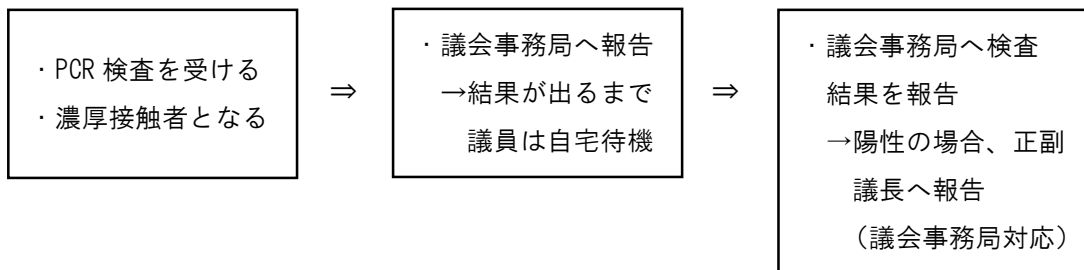 ・PCR 検査を受ける
・濃厚接触者となる
⇒
・議会事務局へ報告
→結果が出るまで
議員は自宅待機
⇒
・議会事務局へ検査
結果を報告
→陽性の場合、正副
議長へ報告
（議会事務局対応）